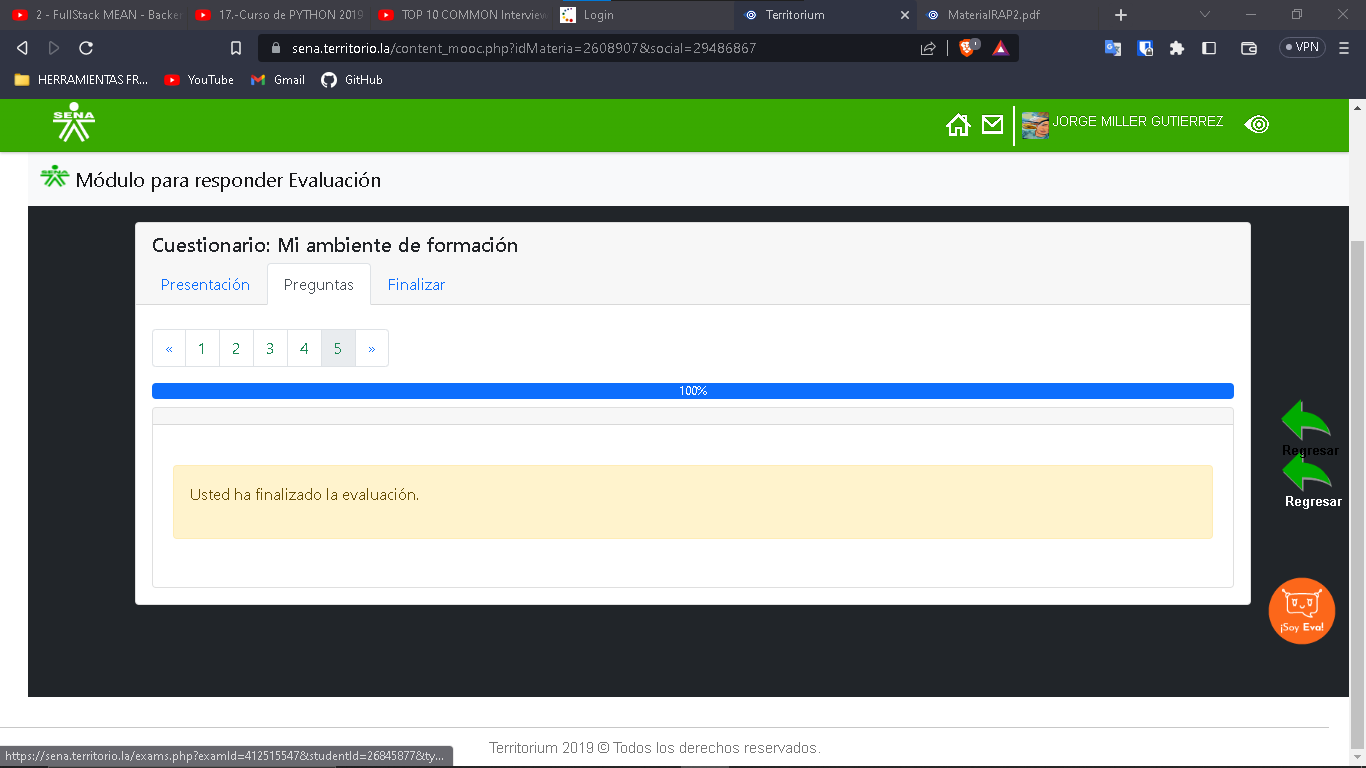 2 - FullStack MEAN - Backen
17.-Curso de PYTHON 2019
TOP 10 COMMON Interview
Login
Territorium
MaterialRAP2.pdf
sena.territorio.la/content_mooc.php?idMateria=2608907&social=29486867
VPN
HERRAMIENTAS FR...
YouTube
Gmail
GitHub
SENA
JORGE MILLER GUTIERREZ
SENA
Módulo para responder Evaluación
Cuestionario: Mi ambiente de formación
Presentación
Preguntas
Finalizar
« 1 2 3 4 5 »
100%
Usted ha finalizado la evaluación.
Regresar
Regresar
¡Soy Eva!
Territorium 2019 © Todos los derechos reservados.
https://sena.territorio.la/exams.php?examId=412515547&studentId=26845877&ty...